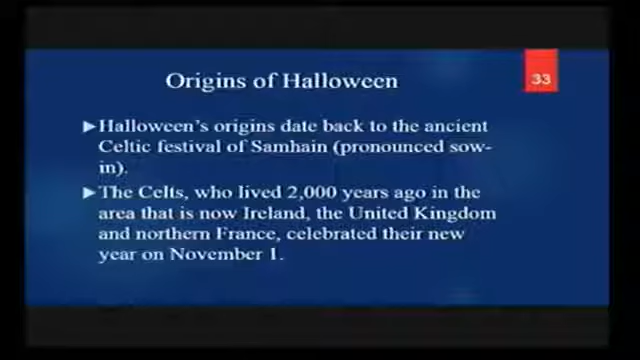 Origins of Halloween
33
▶Halloween's origins date back to the ancient
Celtic festival of Samhain (pronounced sow-
in).
▶The Celts, who lived 2,000 years ago in the
area that is now Ireland, the United Kingdom
and northern France, celebrated their new
year on November 1.